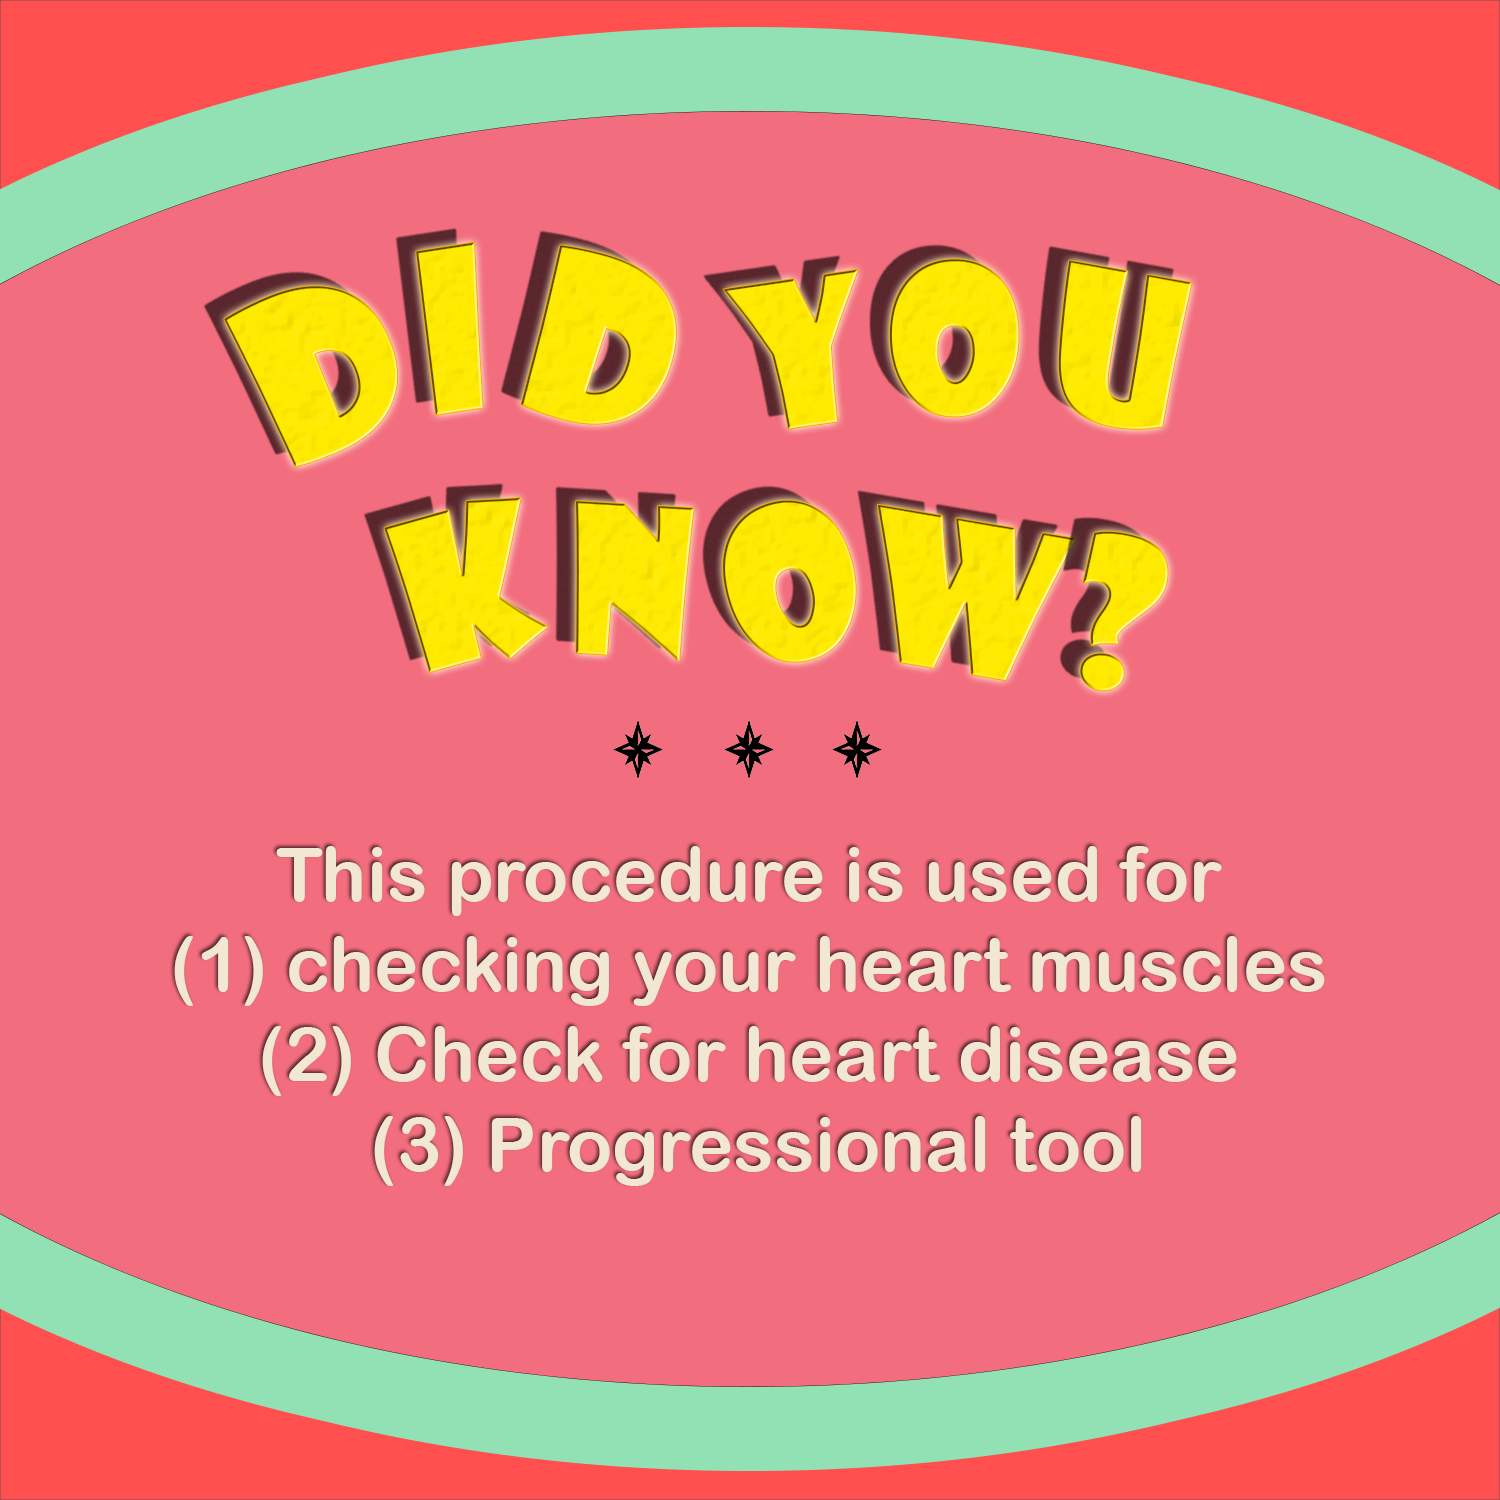 DID YOU
KNOW?
This procedure is used for
(1) checking your heart muscles
(2) Check for heart disease
(3) Progressional tool